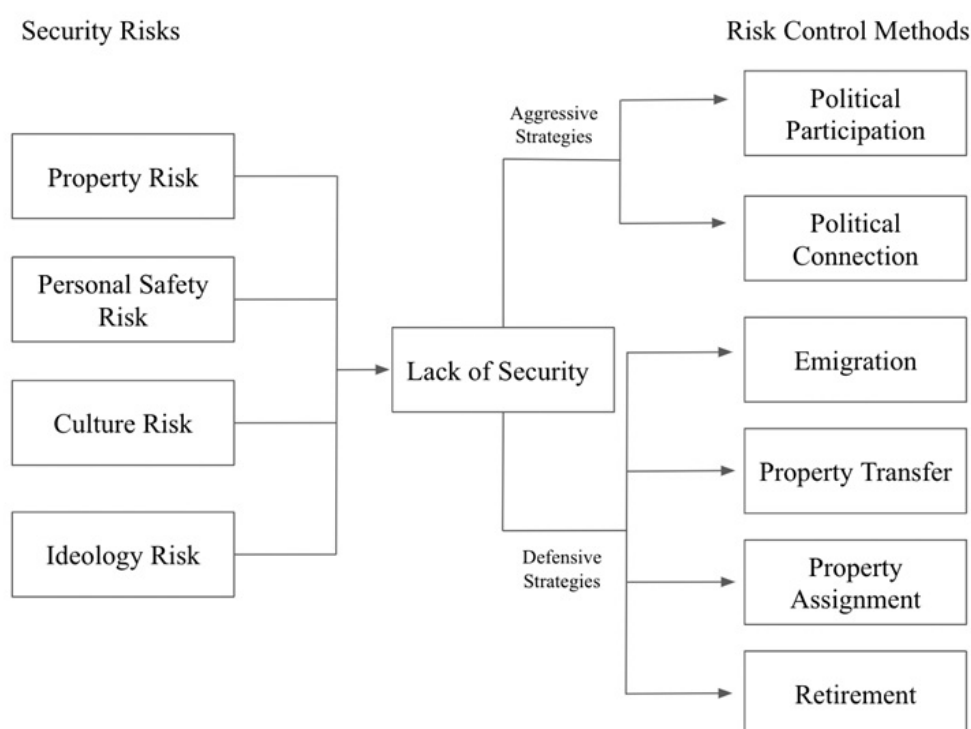 Security Risks
Risk Control Methods
Property Risk
Personal Safety
Risk
Culture Risk
Ideology Risk
Lack of Security
Aggressive
Strategies
Defensive
Strategies
Political
Participation
Political
Connection
Emigration
Property Transfer
Property
Assignment
Retirement